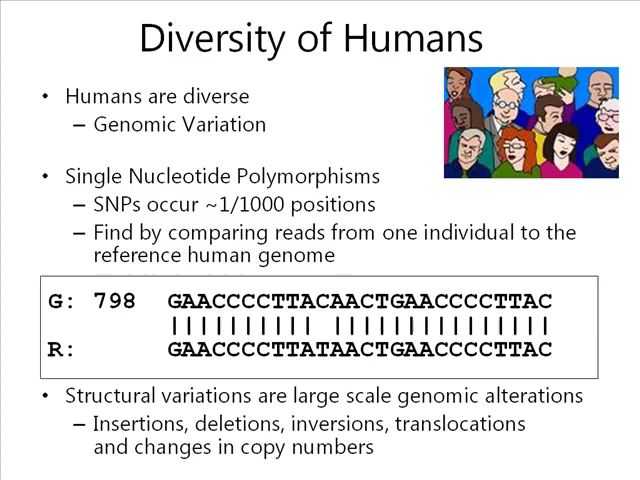 Diversity of Humans
• Humans are diverse
– Genomic Variation
• Single Nucleotide Polymorphisms
– SNPs occur ~1/1000 positions
– Find by comparing reads from one individual to the
reference human genome
G: 798 GAACCCCTTACAACTGAACCCCTTAC
|||||||||| |||||||||||||||
R: GAACCCCTTATAACTGAACCCCTTAC
• Structural variations are large scale genomic alterations
– Insertions, deletions, inversions, translocations
and changes in copy numbers